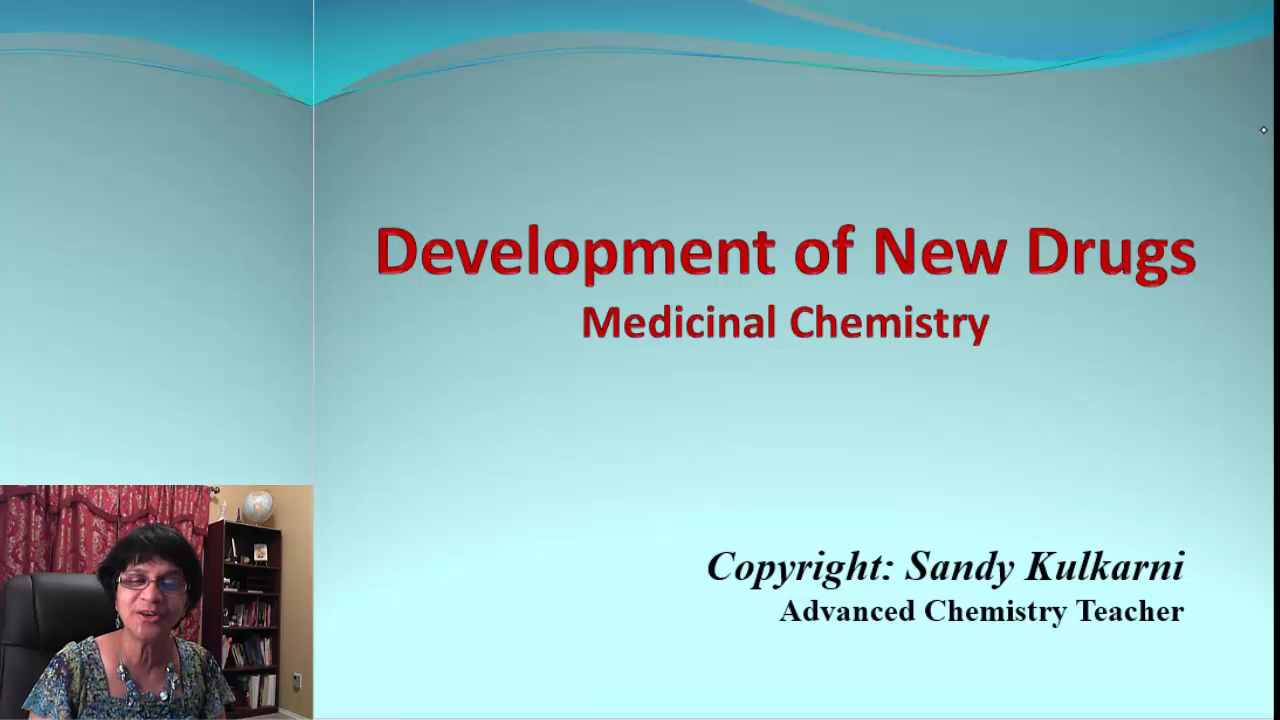 Development of New Drugs
Medicinal Chemistry
Copyright: Sandy Kulkarni
Advanced Chemistry Teacher